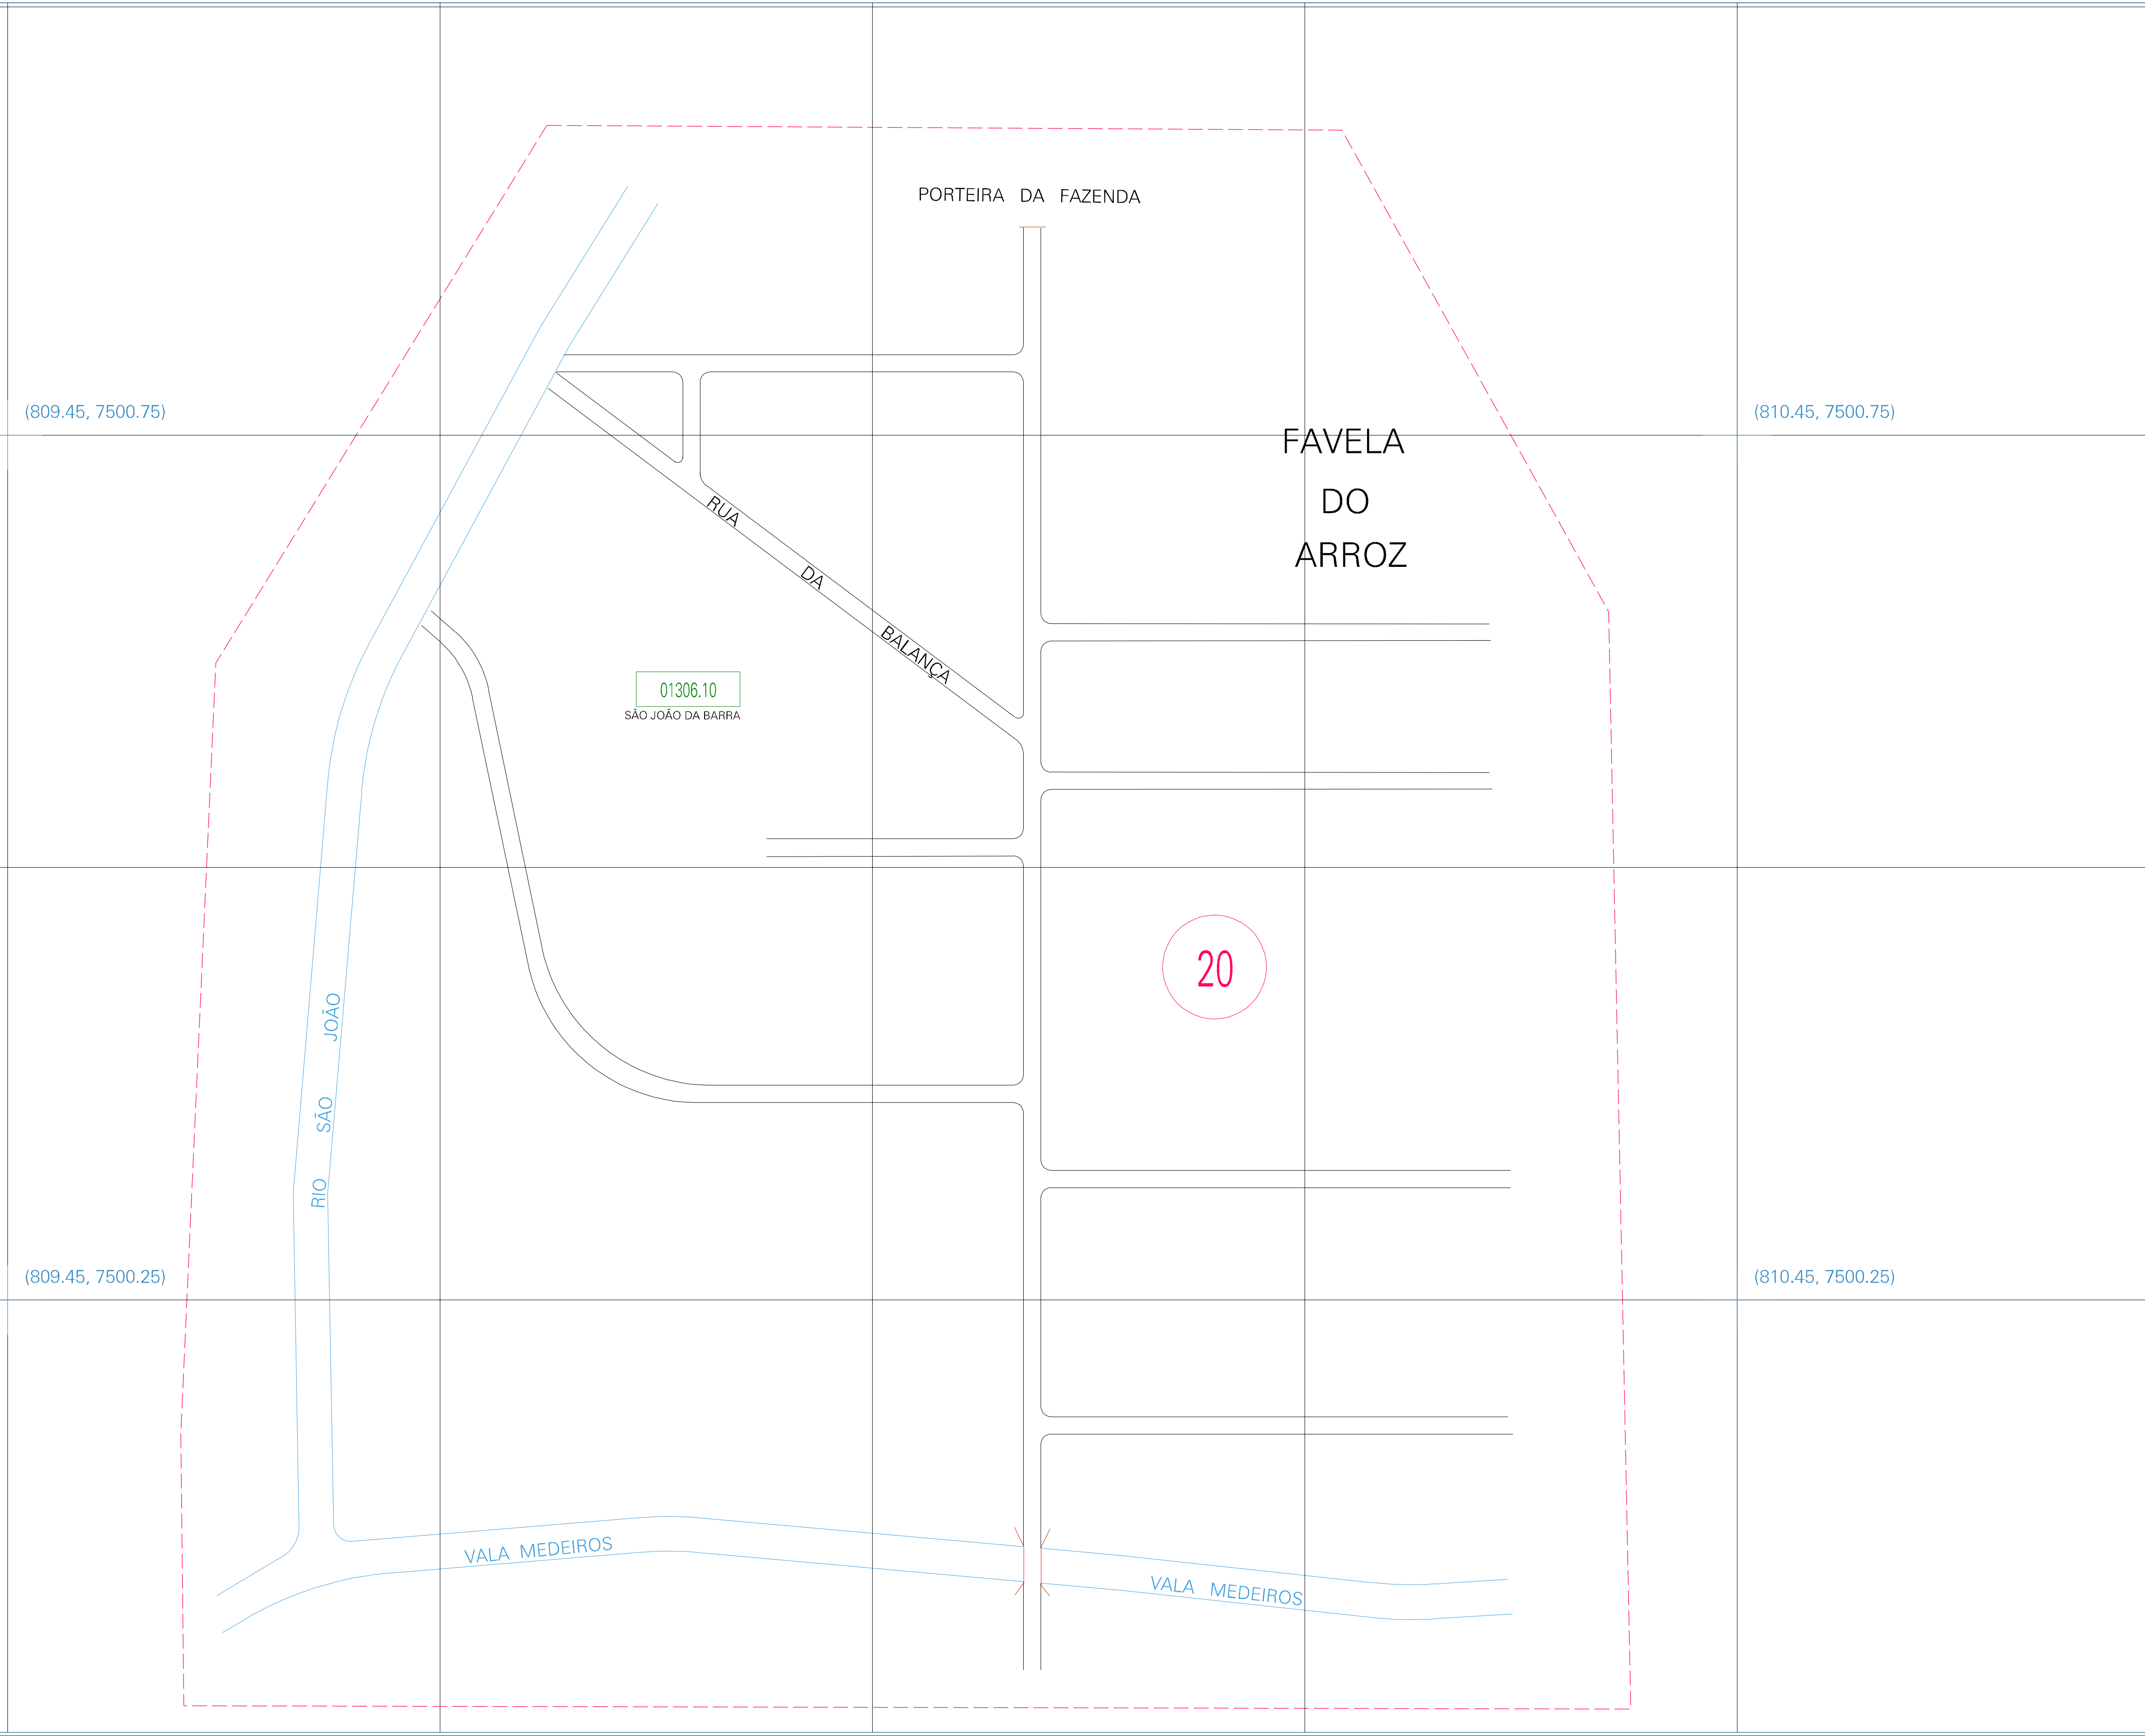 PORTEIRA DA FAZENDA
(809.45, 7500.75)
(810.45, 7500.75)
FAVELA
DO
ARROZ
RUA DA BALANÇA
01306.10
SÃO JOÃO DA BARRA
20
RIO SÃO JOÃO
(809.45, 7500.25)
(810.45, 7500.25)
VALA MEDEIROS
VALA MEDEIROS